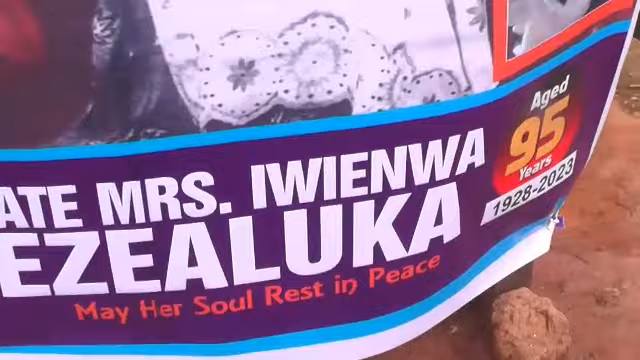 ATE MRS. IWIENWA
EZEALUKA
May Her Soul Rest in Peace
Aged
95
Years
1928-2023